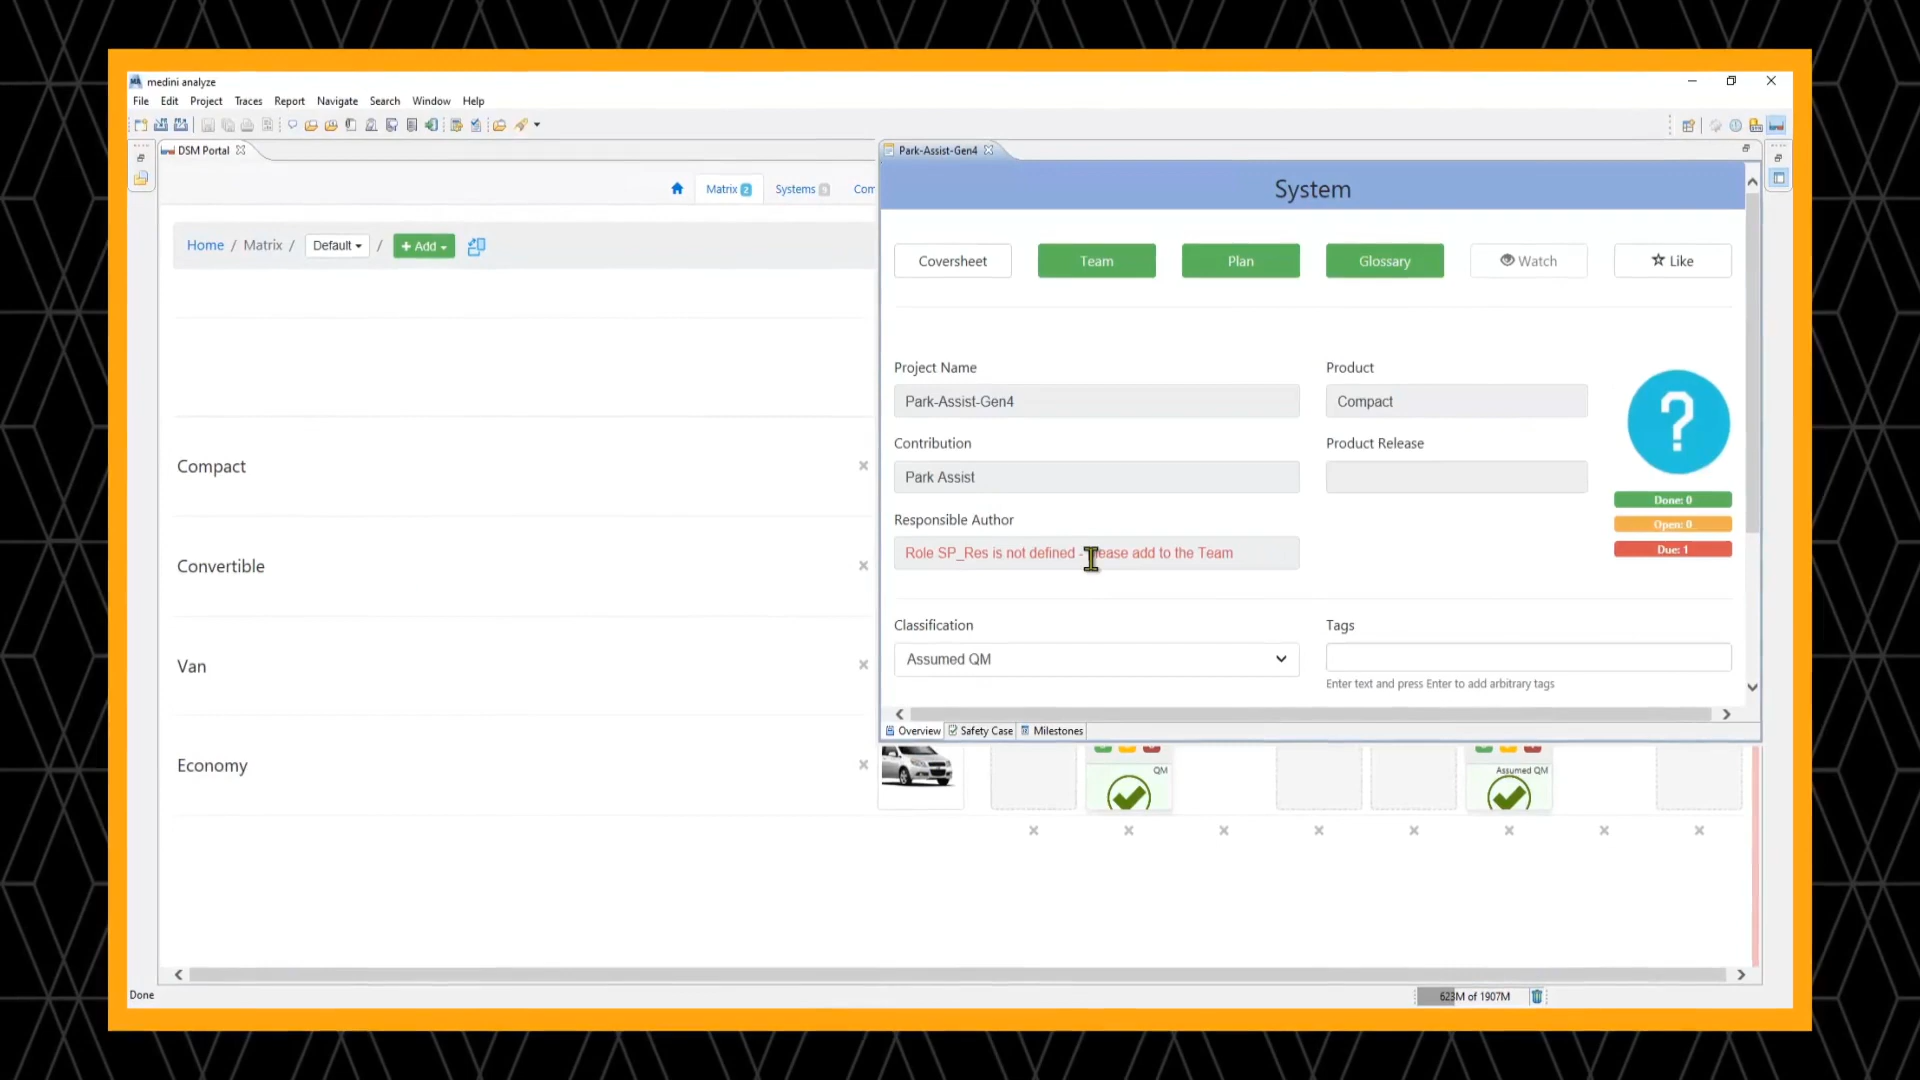 medini analyze
File Edit Project Traces Report Navigate Search Window Help
DSM Portal
Matrix 2 Systems 9 Com
Home / Matrix / Default / + Add
Compact
Convertible
Van
Economy
Park-Assist-Gen4
System
Coversheet Team Plan Glossary Watch Like
Project Name
Park-Assist-Gen4
Product
Compact
Contribution
Park Assist
Product Release
Responsible Author
Role SP_Res is not defined - ease add to the Team
Done: 0
Open: 0
Due: 1
Classification
Assumed QM
Tags
Enter text and press Enter to add arbitrary tags
Overview Safety Case Milestones
QM
Assumed QM
Done
623M of 1907M